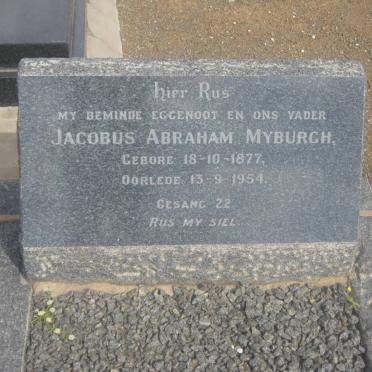 Hier Rus
MY BEMINDE EGGENOOT EN ONS VADER
JACOBUS ABRAHAM MYBURGH,
GEBORE 18-10-1877,
OORLEDE 13-9-1954.
GESANG 22
RUS MY SIEL.